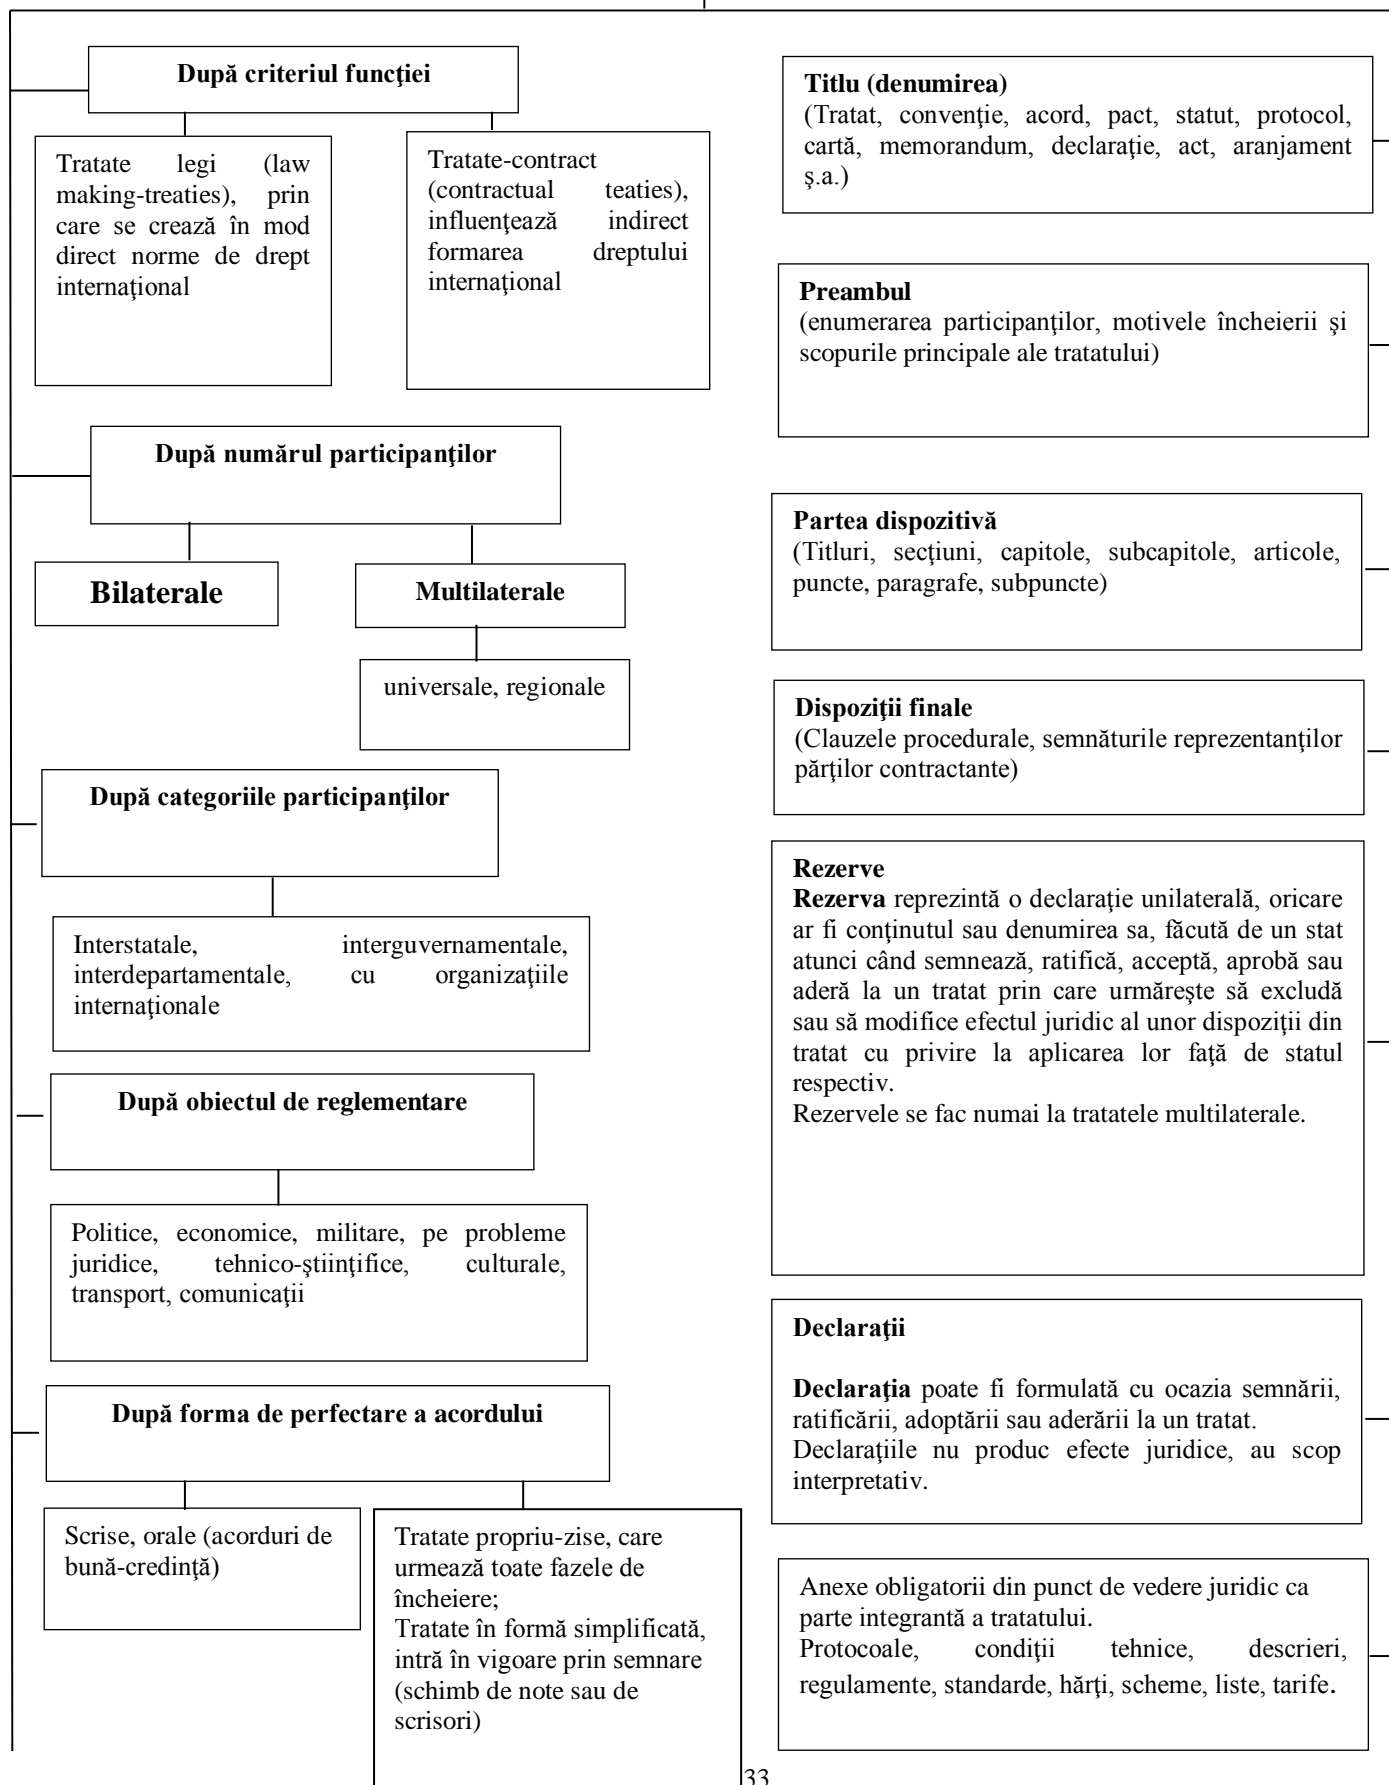 După criteriul funcţiei
Tratate legi (law
making-treaties), prin
care se crează în mod
direct norme de drept
internaţional
Tratate-contract
(contractual teaties),
influenţează indirect
formarea dreptului
internaţional
După numărul participanţilor
Bilaterale
Multilaterale
universale, regionale
După categoriile participanţilor
Interstatale, interguvernamentale,
interdepartamentale, cu organizaţiile
internaţionale
După obiectul de reglementare
Politice, economice, militare, pe probleme
juridice, tehnico-ştiinţifice, culturale,
transport, comunicaţii
După forma de perfectare a acordului
Scrise, orale (acorduri de
bună-credinţă)
Tratate propriu-zise, care
urmează toate fazele de
încheiere;
Tratate în formă simplificată,
intră în vigoare prin semnare
(schimb de note sau de
scrisori)
Titlu (denumirea)
(Tratat, convenţie, acord, pact, statut, protocol,
cartă, memorandum, declaraţie, act, aranjament
ş.a.)
Preambul
(enumerarea participanţilor, motivele încheierii şi
scopurile principale ale tratatului)
Partea dispozitivă
(Titluri, secţiuni, capitole, subcapitole, articole,
puncte, paragrafe, subpuncte)
Dispoziţii finale
(Clauzele procedurale, semnăturile reprezentanţilor
părţilor contractante)
Rezerve
Rezerva reprezintă o declaraţie unilaterală, oricare
ar fi conţinutul sau denumirea sa, făcută de un stat
atunci când semnează, ratifică, acceptă, aprobă sau
aderă la un tratat prin care urmăreşte să excludă
sau să modifice efectul juridic al unor dispoziţii din
tratat cu privire la aplicarea lor faţă de statul
respectiv.
Rezervele se fac numai la tratatele multilaterale.
Declaraţii
Declaraţia poate fi formulată cu ocazia semnării,
ratificării, adoptării sau aderării la un tratat.
Declaraţiile nu produc efecte juridice, au scop
interpretativ.
Anexe obligatorii din punct de vedere juridic ca
parte integrantă a tratatului.
Protocoale, condiţii tehnice, descrieri,
regulamente, standarde, hărţi, scheme, liste, tarife.
33